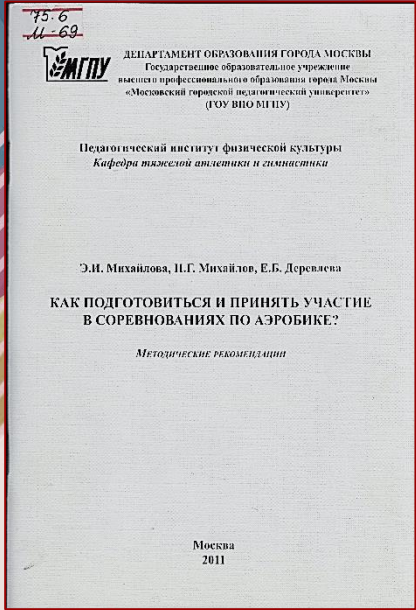 75.6
М-69
МГПУ
ДЕПАРТАМЕНТ ОБРАЗОВАНИЯ ГОРОДА МОСКВЫ
Государственное образовательное учреждение
высшего профессионального образования города Москвы
«Московский городской педагогический университет»
(ГОУ ВПО МГПУ)
Педагогический институт физической культуры
Кафедра тяжелой атлетики и гимнастики
Э.И. Михайлова, Н.Г. Михайлов, Е.Б. Деревлева
КАК ПОДГОТОВИТЬСЯ И ПРИНЯТЬ УЧАСТИЕ
В СОРЕВНОВАНИЯХ ПО АЭРОБИКЕ?
МЕТОДИЧЕСКИЕ РЕКОМЕНДАЦИИ
Москва
2011